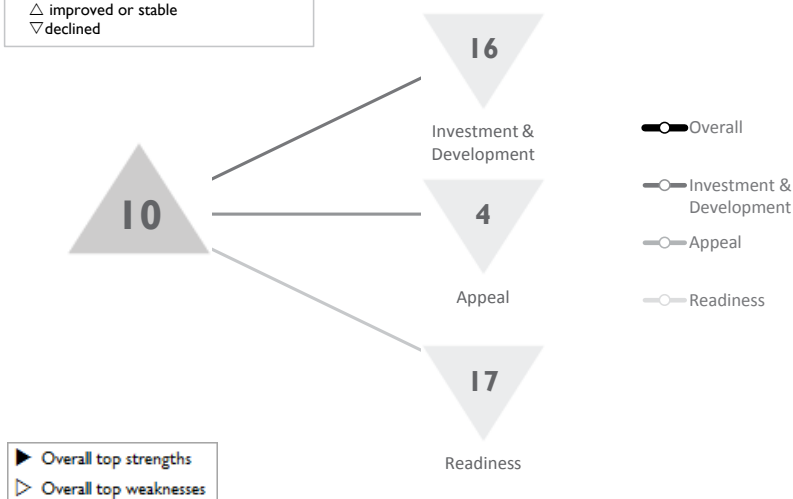 △ improved or stable
▽ declined
16
Investment &
Development
10
4
Appeal
17
Readiness
Overall
Investment &
Development
Appeal
Readiness
▶ Overall top strengths
▷ Overall top weaknesses